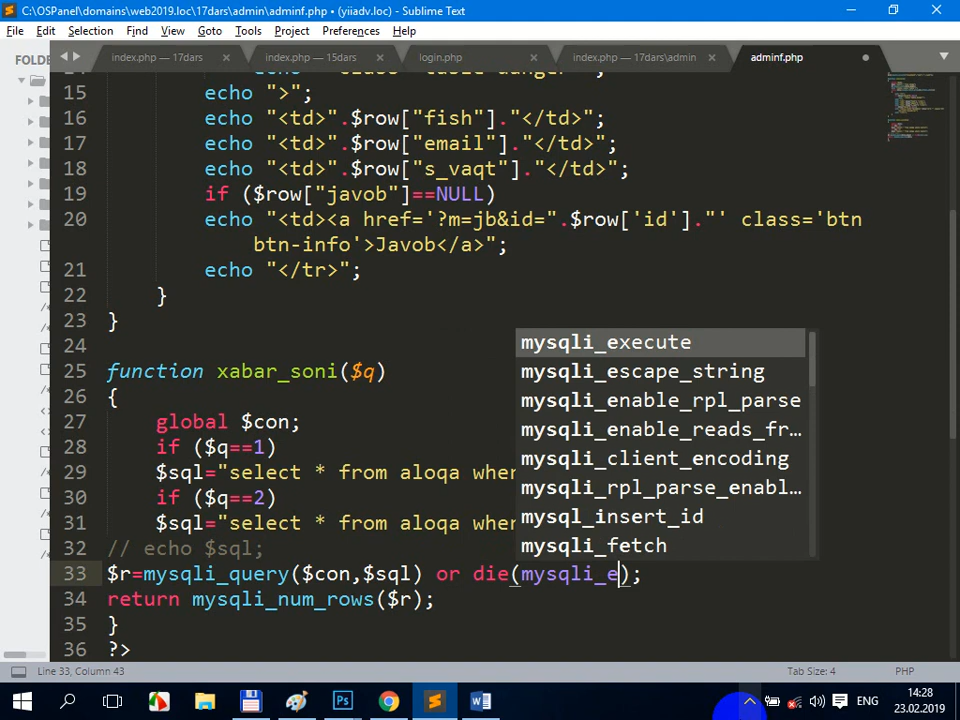 C:\OSPanel\domains\web2019.loc\17dars\admin\adminf.php • (yiiadv.loc) - Sublime Text
File Edit Selection Find View Goto Tools Project Preferences Help
FOLD
index.php — 17dars
index.php — 15dars
login.php
index.php — 17dars\admin
adminf.php
15 echo ">";
16 echo "<td>".$row["fish"]."</td>";
17 echo "<td>".$row["email"]."</td>";
18 echo "<td>".$row["s_vaqt"]."</td>";
19 if ($row["javob"]==NULL)
20 echo "<td><a href='?m=jb&id=".$row['id']."' class='btn
btn-info'>Javob</a>";
21 echo "</tr>";
22 }
23 }
24
25 function xabar_soni($q)
26 {
27 global $con;
28 if ($q==1)
29 $sql="select * from aloqa wher
30 if ($q==2)
31 $sql="select * from aloqa wher
32 // echo $sql;
33 $r=mysqli_query($con,$sql) or die(mysqli_e);
34 return mysqli_num_rows($r);
35 }
36 ?>
mysqli_execute
mysqli_escape_string
mysqli_enable_rpl_parse
mysqli_enable_reads_fr...
mysqli_client_encoding
mysqli_rpl_parse_enabl...
mysql_insert_id
mysqli_fetch
Line 33, Column 43
Tab Size: 4
PHP
ENG
14:28
23.02.2019